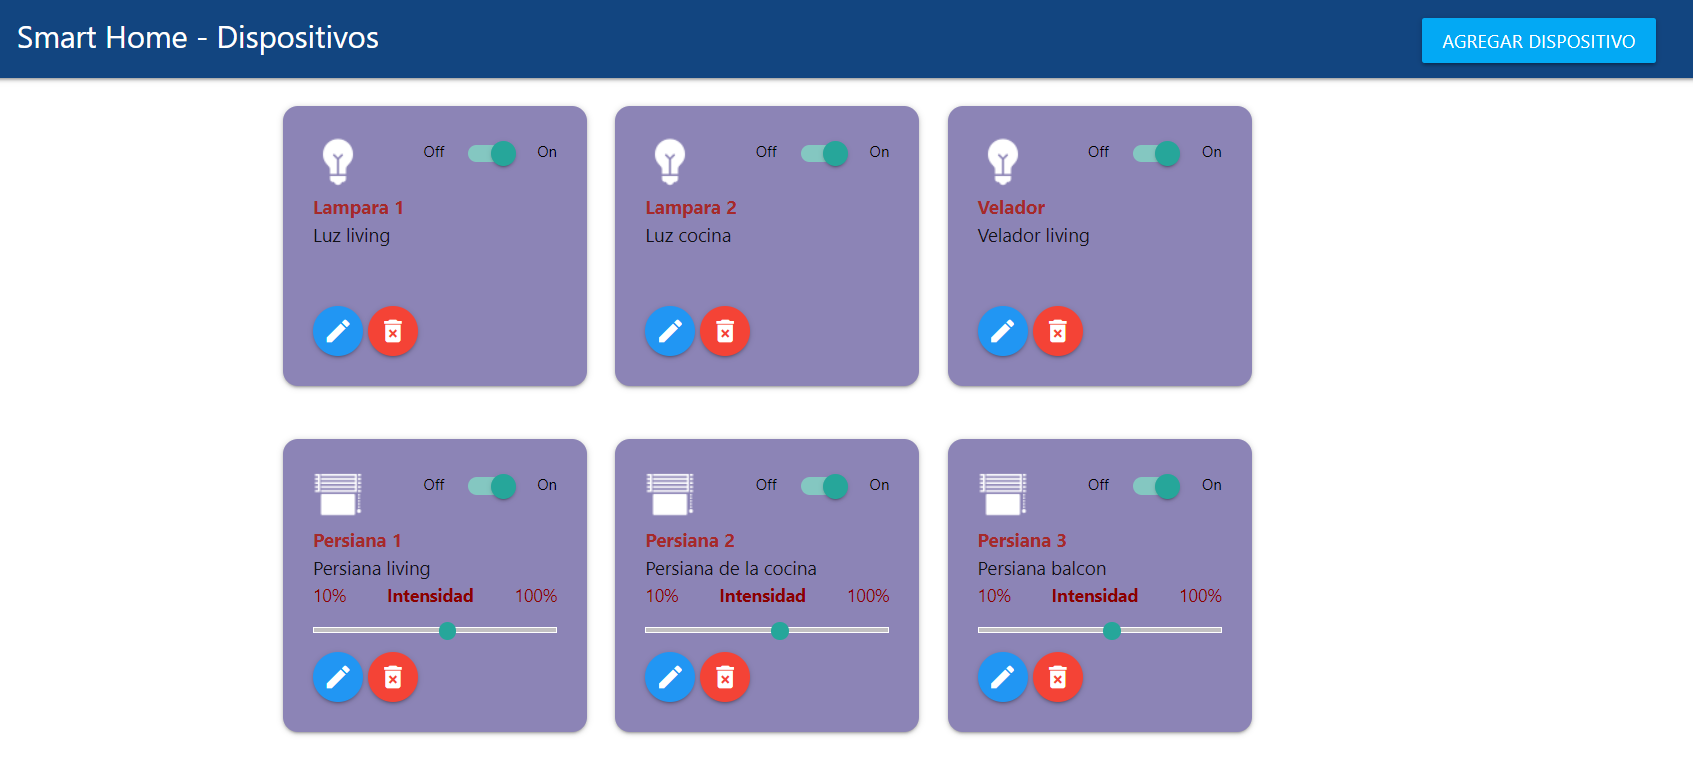 Smart Home - Dispositivos
AGREGAR DISPOSITIVO
Off On
Lampara 1
Luz living
Off On
Lampara 2
Luz cocina
Off On
Velador
Velador living
Off On
Persiana 1
Persiana living
10% Intensidad 100%
Off On
Persiana 2
Persiana de la cocina
10% Intensidad 100%
Off On
Persiana 3
Persiana balcon
10% Intensidad 100%